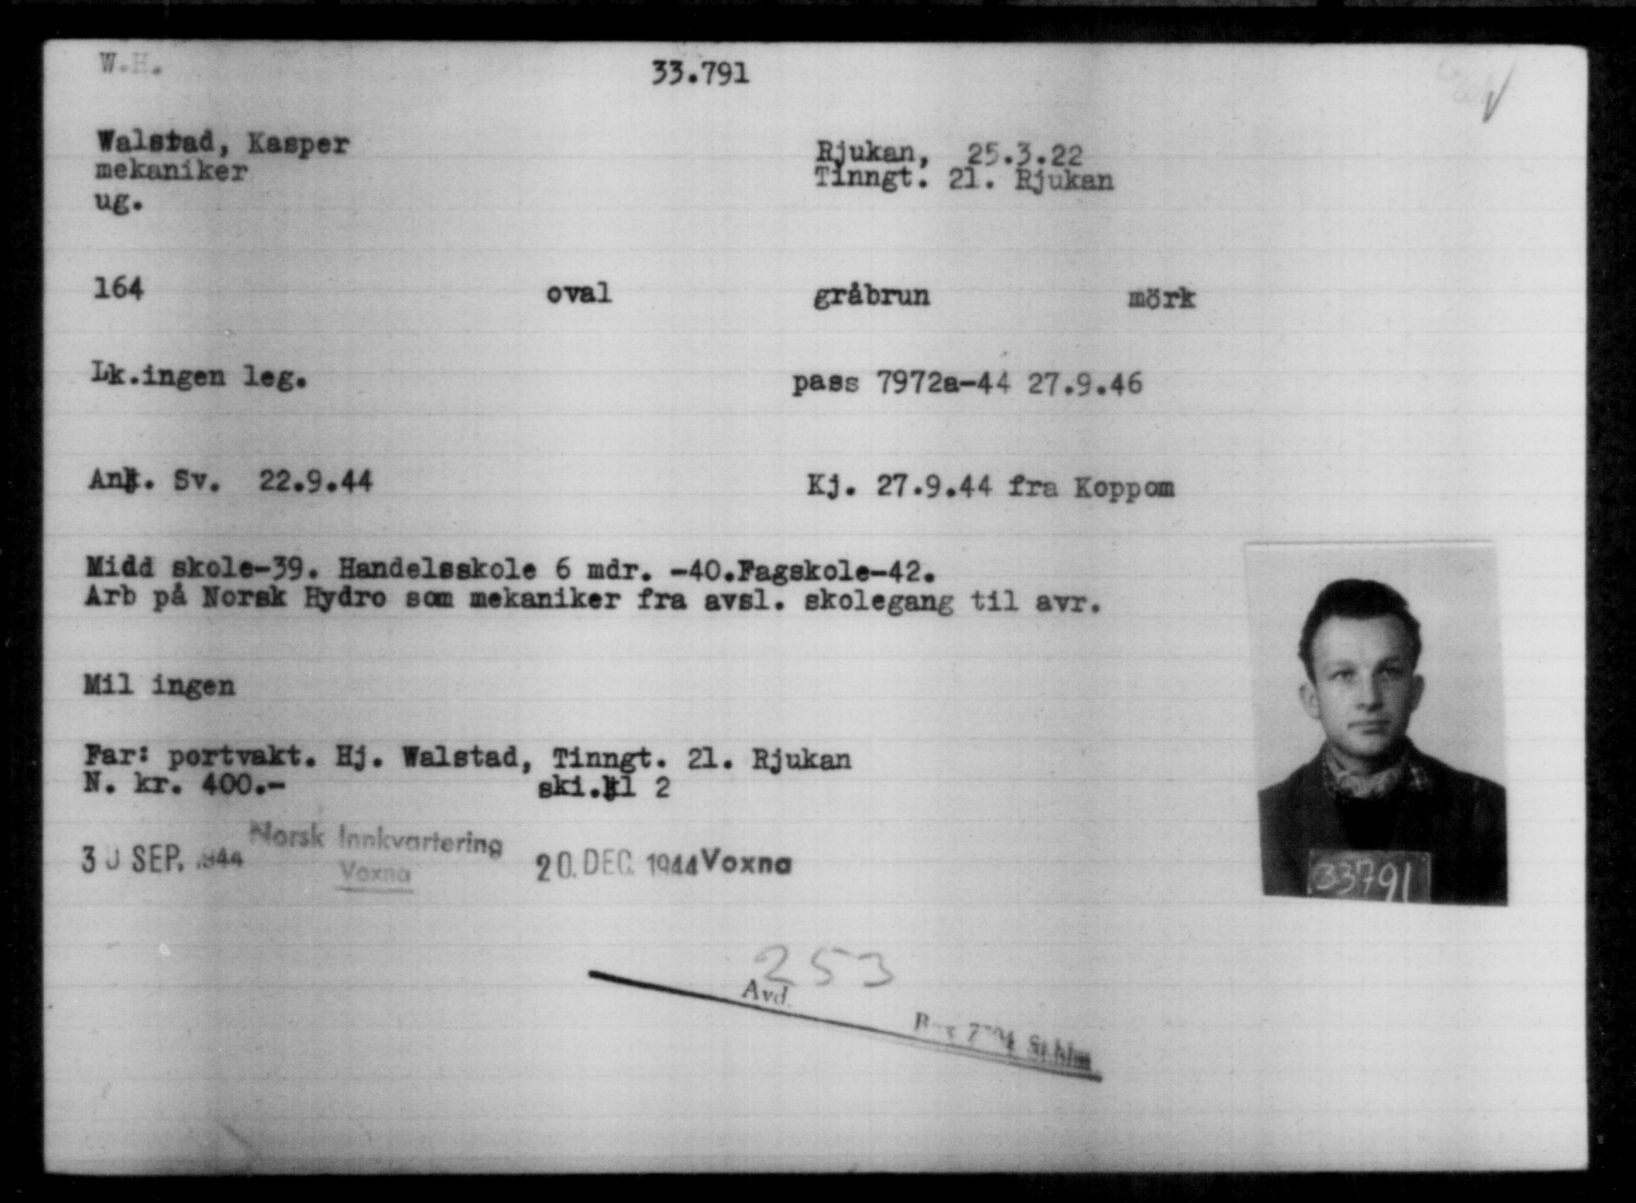 W.H.
33.791
Walstad, Kasper
mekaniker
ug.
Rjukan, 25.3.22
Tinngt. 21. Rjukan
164 oval gråbrun mörk
Lk.ingen leg.
pass 7972a-44 27.9.46
Ank. Sv. 22.9.44
Kj. 27.9.44 fra Koppom
Midd skole-39. Handelsskole 6 mdr. -40.Fagskole-42.
Arb på Norsk Hydro som mekaniker fra avsl. skolegang til avr.
Mil ingen
Far: portvakt. Hj. Walstad, Tinngt. 21. Rjukan
N. kr. 400.- ski.kl 2
30 SEP. 1944
Norsk Innkvartering
Voxna
20. DEC. 1944 Voxna
33791
253
Avd.
Sthlm